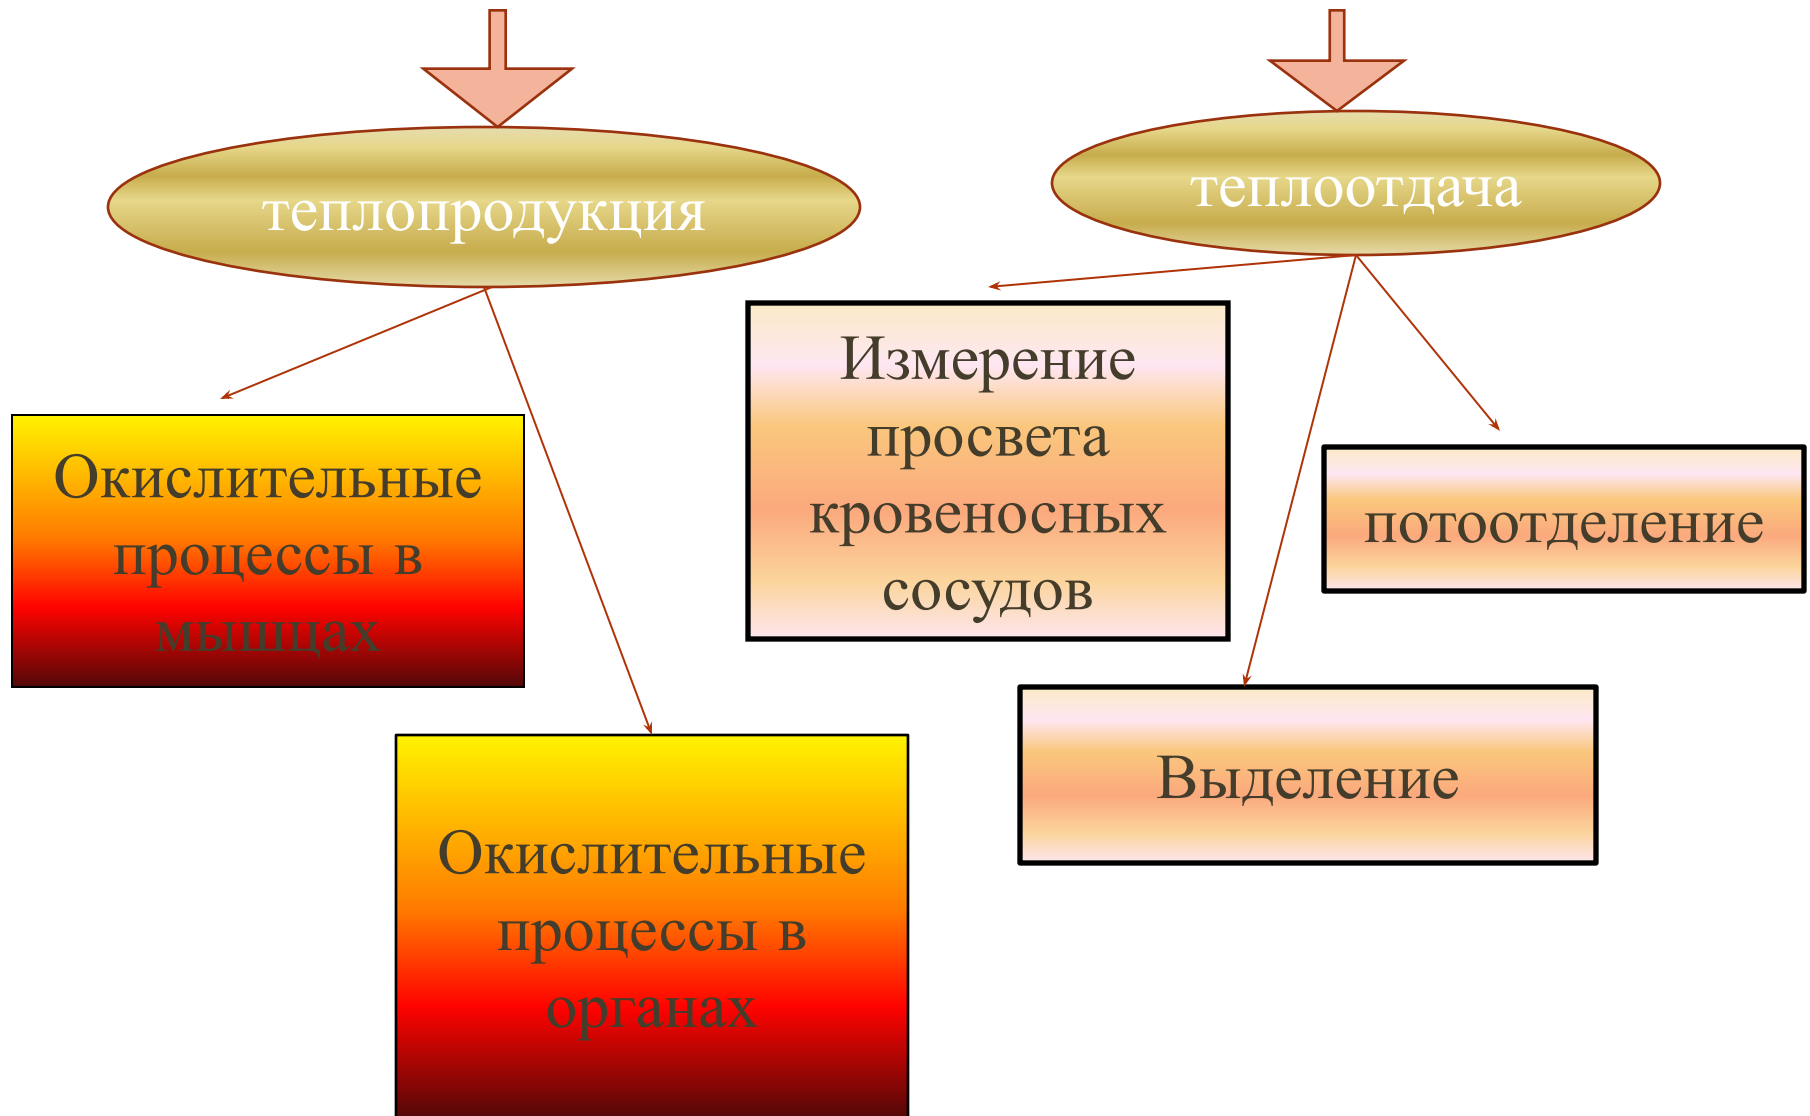 теплопродукция
теплоотдача
Окислительные
процессы в
мышцах
Окислительные
процессы в
органах
Измерение
просвета
кровеносных
сосудов
потоотделение
Выделение